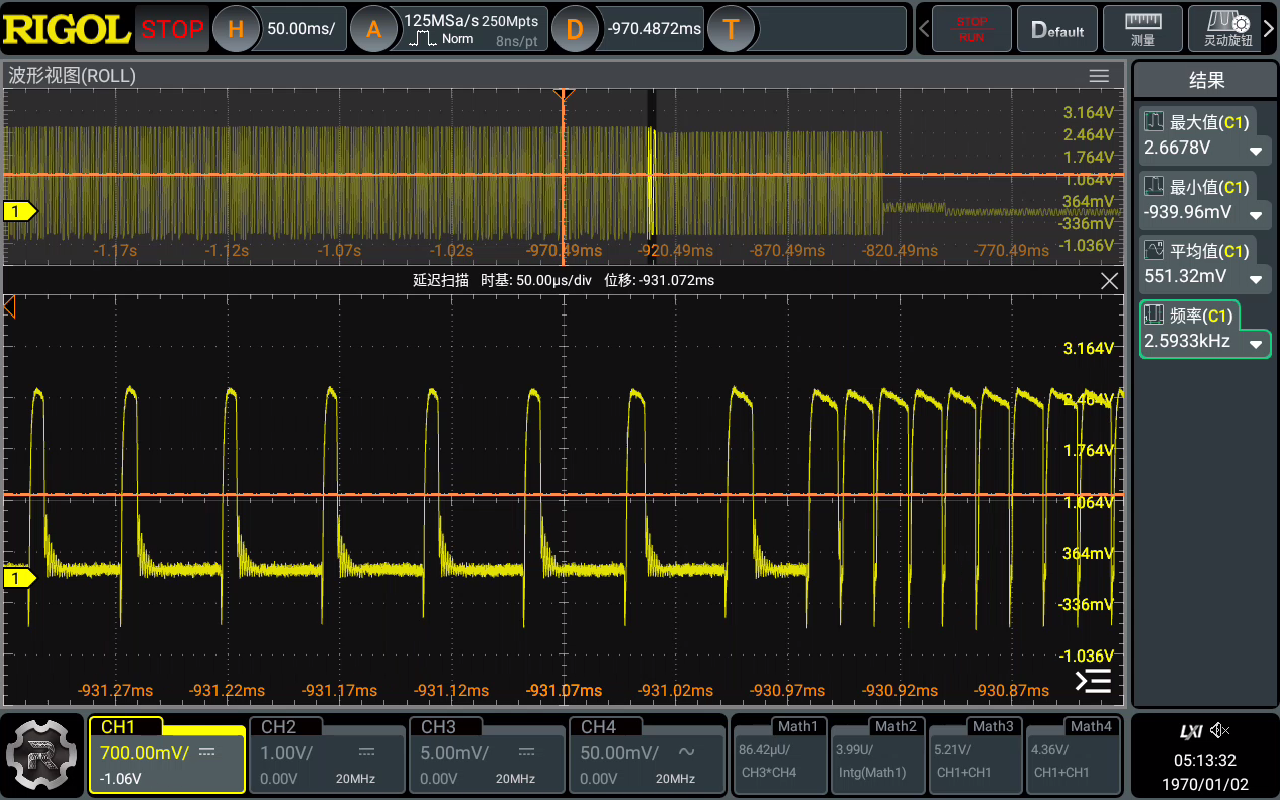 RIGOL STOP H 50.00ms/ A 125MSa/s 250Mpts Norm 8ns/pt D -970.4872ms T STOP RUN Default 测量 灵动旋钮
波形视图(ROLL)
结果
3.164V
2.464V
1.764V
1.064V
364mV
-336mV
-1.036V
1
-1.17s -1.12s -1.07s -1.02s -970.49ms -920.49ms -870.49ms -820.49ms -770.49ms
延迟扫描 时基: 50.00μs/div 位移: -931.072ms
最大值(C1)
2.6678V
最小值(C1)
-939.96mV
平均值(C1)
551.32mV
频率(C1)
2.5933kHz
3.164V
2.464V
1.764V
1.064V
364mV
-336mV
-1.036V
1
-931.27ms -931.22ms -931.17ms -931.12ms -931.07ms -931.02ms -930.97ms -930.92ms -930.87ms
R
CH1
700.00mV/
-1.06V
CH2
1.00V/
0.00V 20MHz
CH3
5.00mV/
0.00V 20MHz
CH4
50.00mV/
0.00V 20MHz
Math1
86.42μU/
CH3*CH4
Math2
3.99U/
Intg(Math1)
Math3
5.21V/
CH1+CH1
Math4
4.36V/
CH1+CH1
LXI
05:13:32
1970/01/02